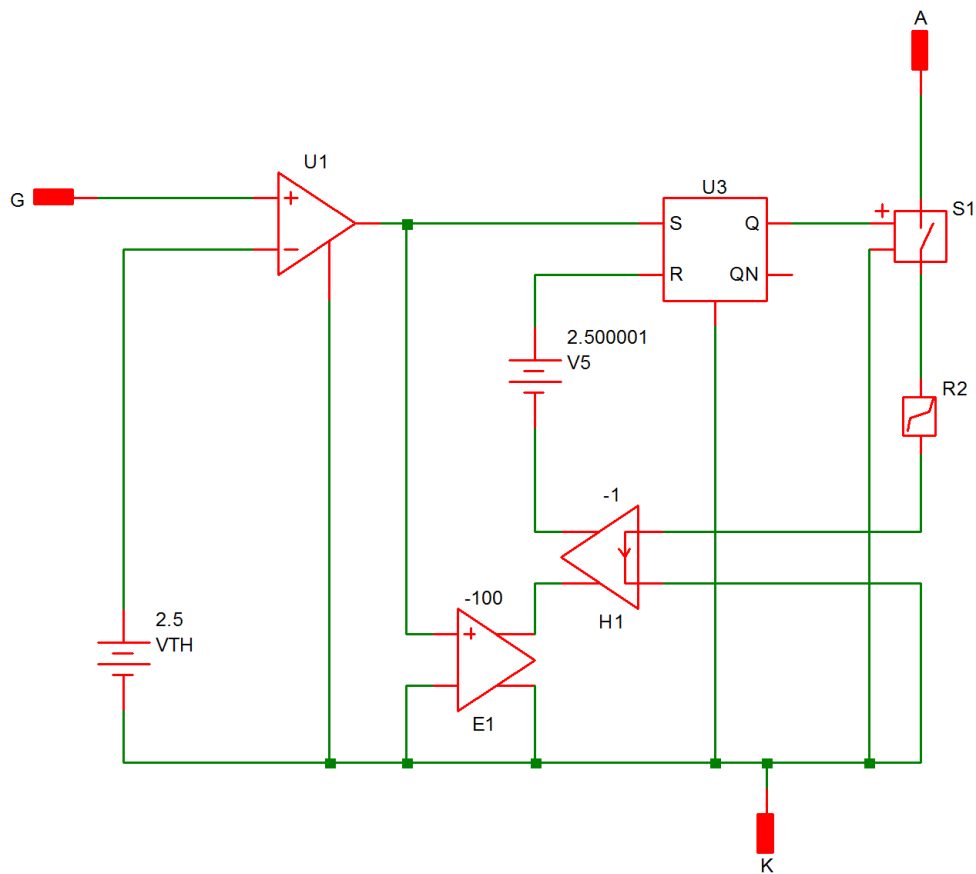 A
U1
G
U3
S1
+
+
S
Q
−
R
QN
2.500001
V5
R2
-1
-100
H1
2.5
VTH
+
E1
K